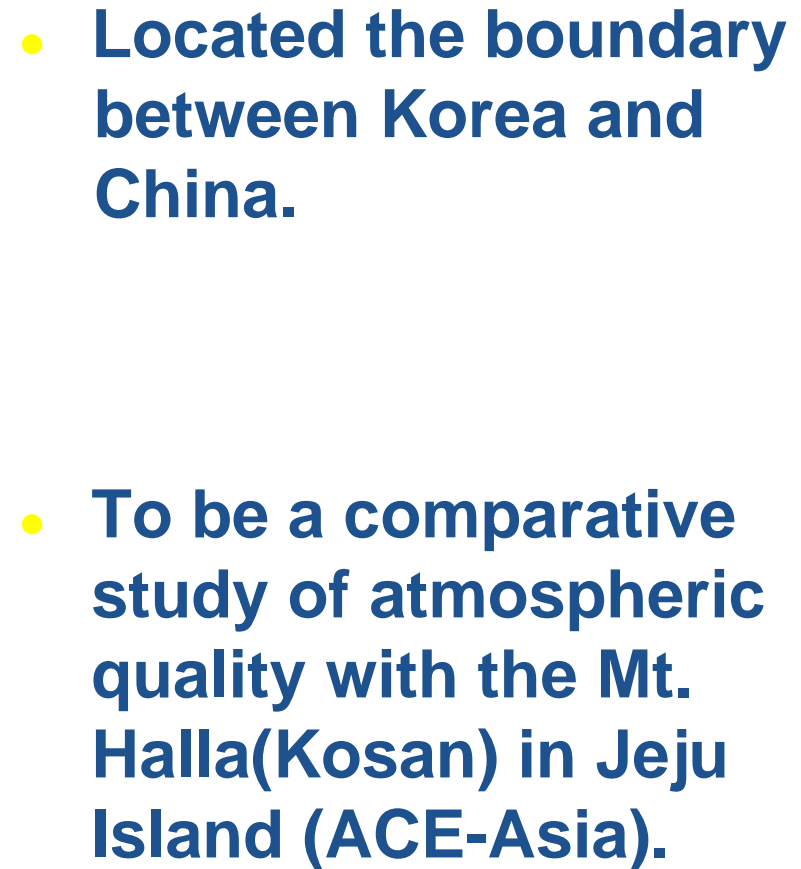 • Located the boundary
between Korea and
China.
• To be a comparative
study of atmospheric
quality with the Mt.
Halla(Kosan) in Jeju
Island (ACE-Asia).